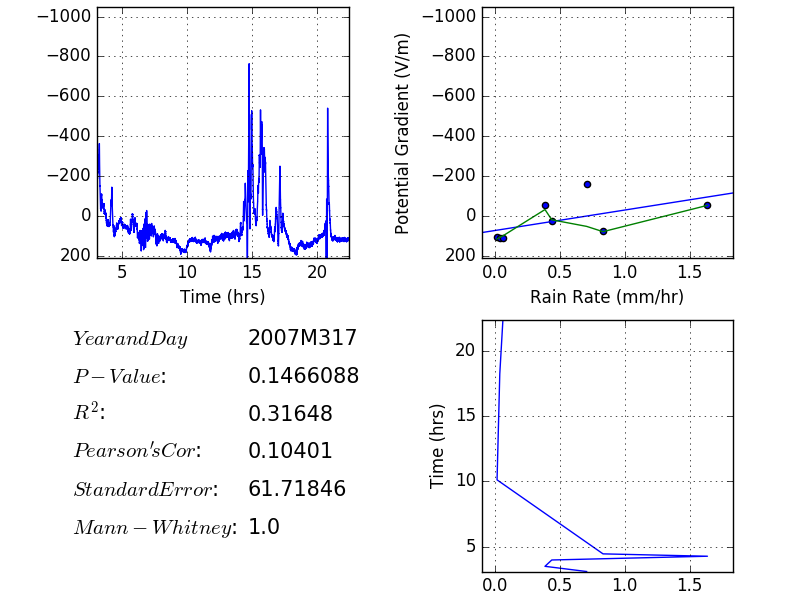 −1000
−800
−600
−400
−200
0
200
5 10 15 20
Time (hrs)
Potential Gradient (V/m)
−1000
−800
−600
−400
−200
0
200
0.0 0.5 1.0 1.5
Rain Rate (mm/hr)
YearandDay 2007M317
P−Value: 0.1466088
R²: 0.31648
Pearson'sCor: 0.10401
StandardError: 61.71846
Mann−Whitney: 1.0
Time (hrs)
20
15
10
5
0.0 0.5 1.0 1.5